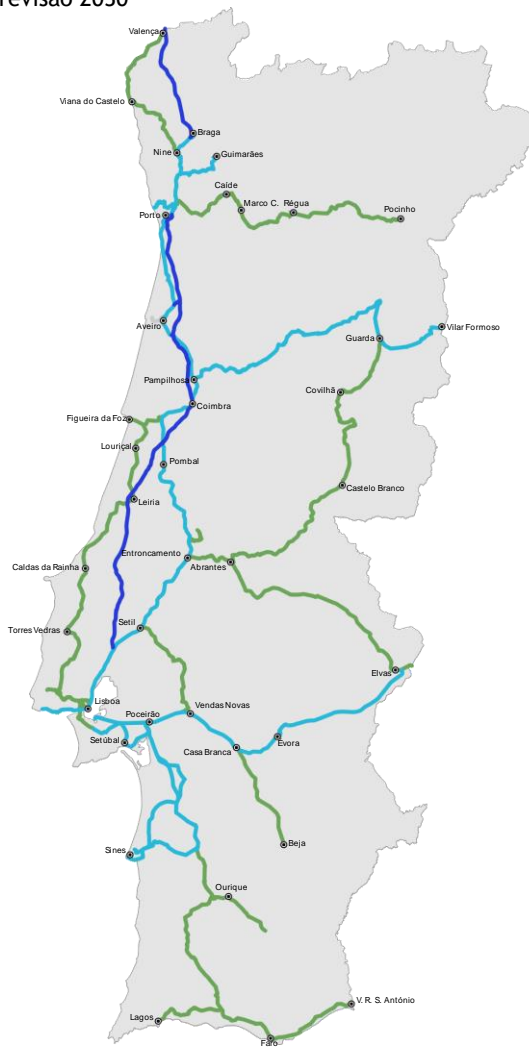 revisão 2030
Valença
Viana do Castelo
Braga
Nine
Guimarães
Caíde
Marco C.
Régua
Pocinho
Porto
Aveiro
Vilar Formoso
Guarda
Pampilhosa
Covilhã
Coimbra
Figueira da Foz
Louriçal
Pombal
Castelo Branco
Leiria
Entroncamento
Abrantes
Caldas da Rainha
Setil
Torres Vedras
Elvas
Lisboa
Vendas Novas
Poceirão
Évora
Setúbal
Casa Branca
Beja
Sines
Ourique
V. R. S. António
Lagos
Faro